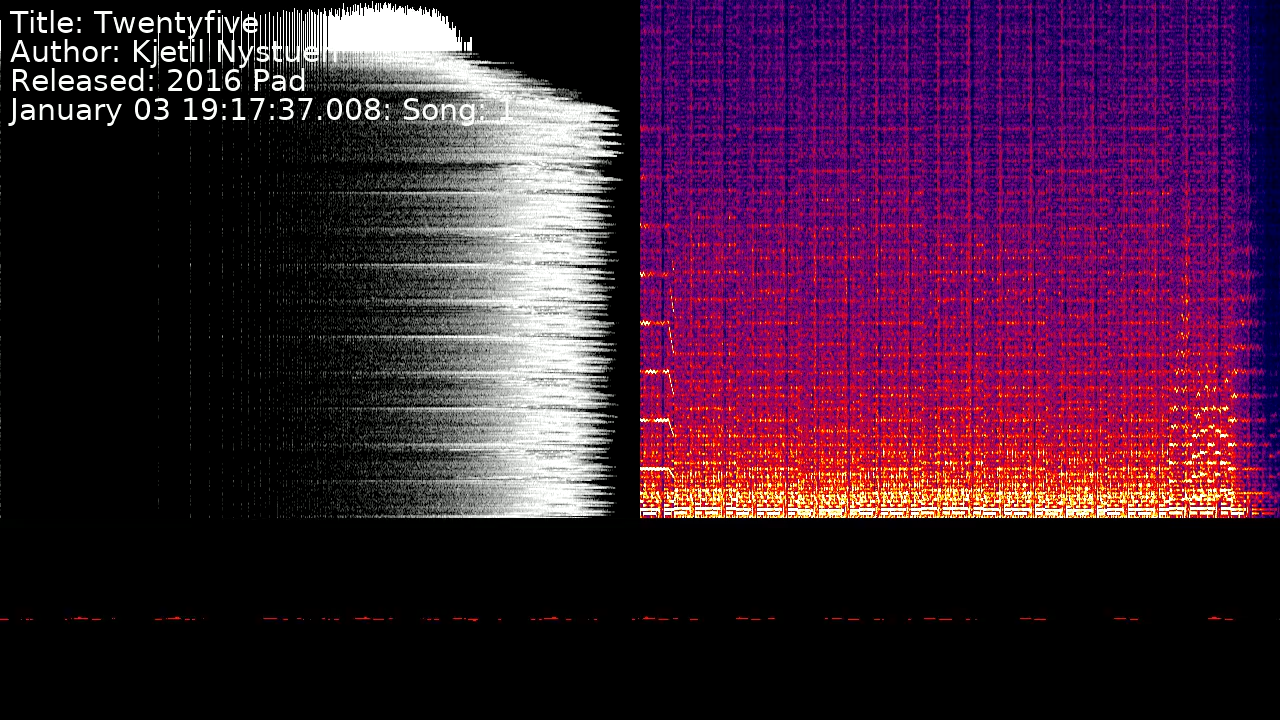 Title: Twentyfive
Author: Kjetil Nystuen
Released: 2016 Pad
January 03 19:17:37.008: Song: 1